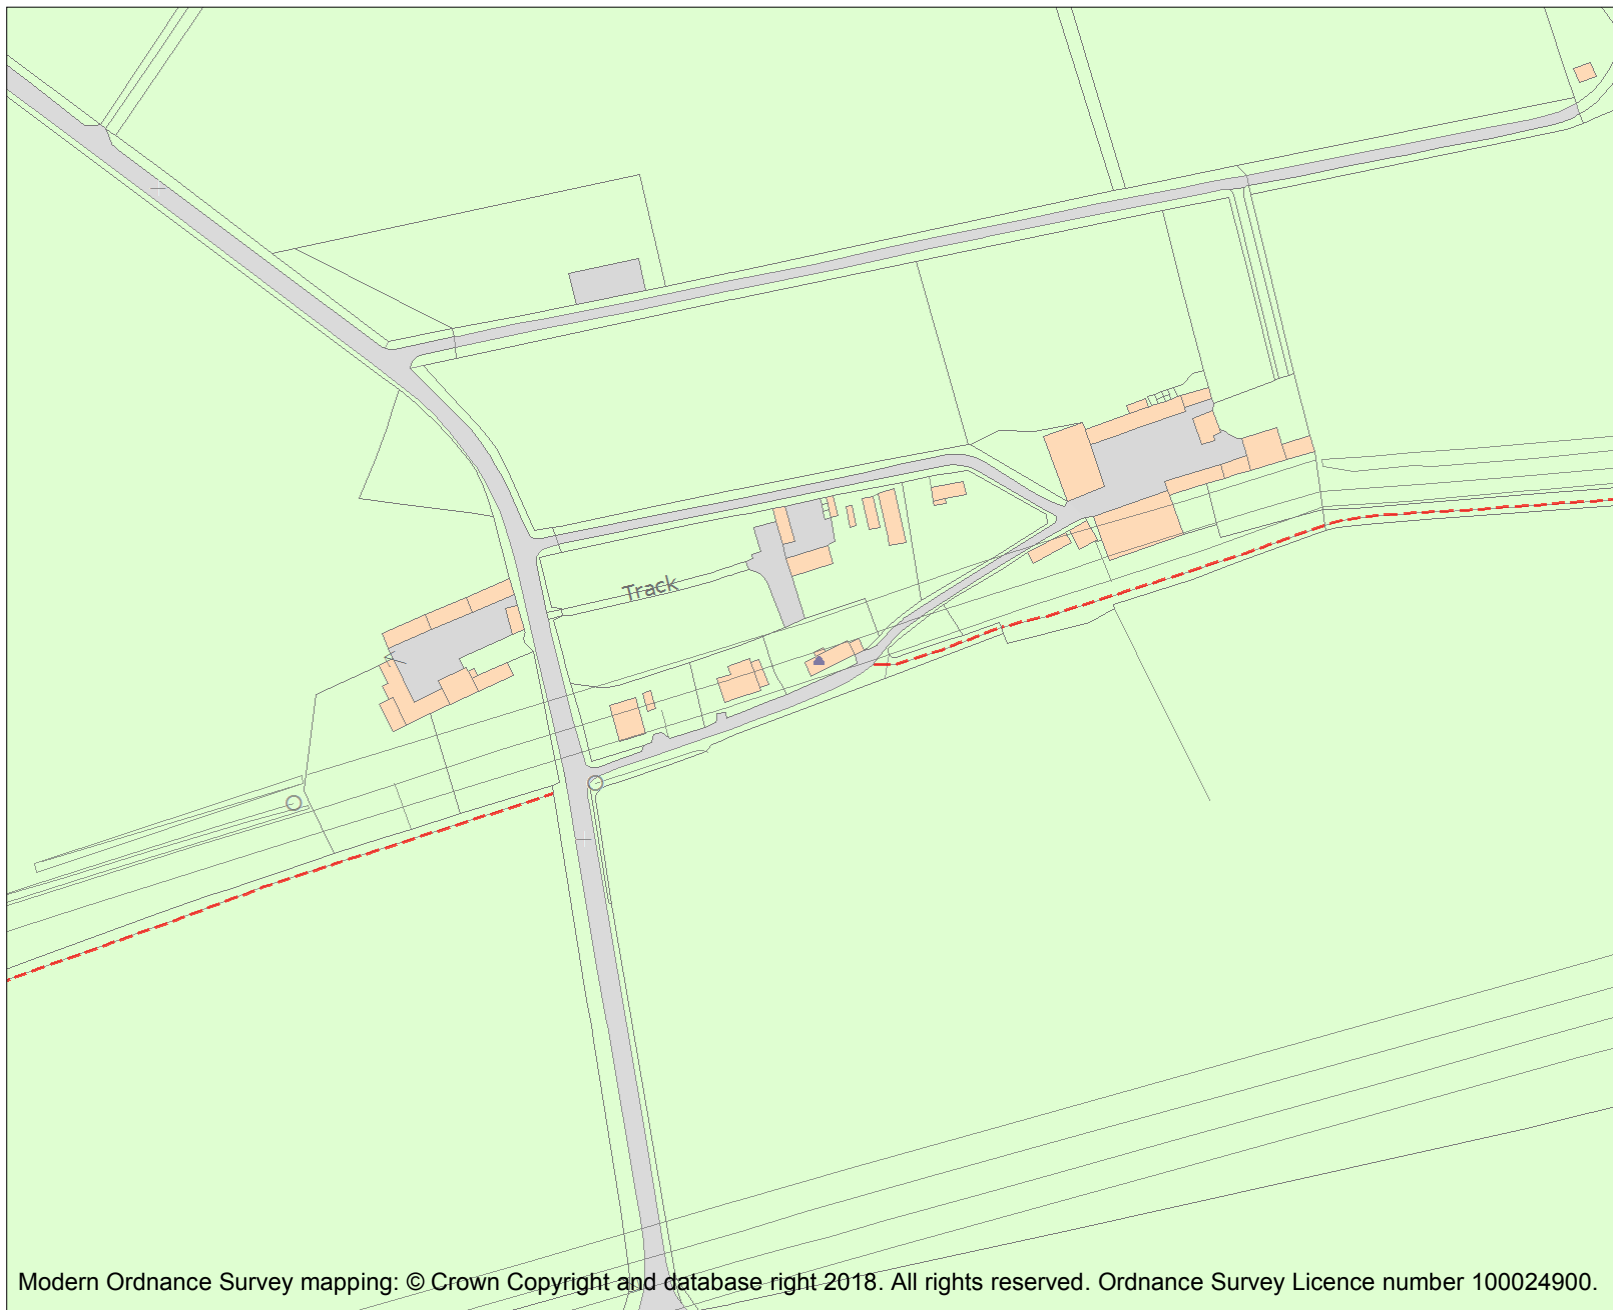 Track
Modern Ordnance Survey mapping: © Crown Copyright and database right 2018. All rights reserved. Ordnance Survey Licence number 100024900.